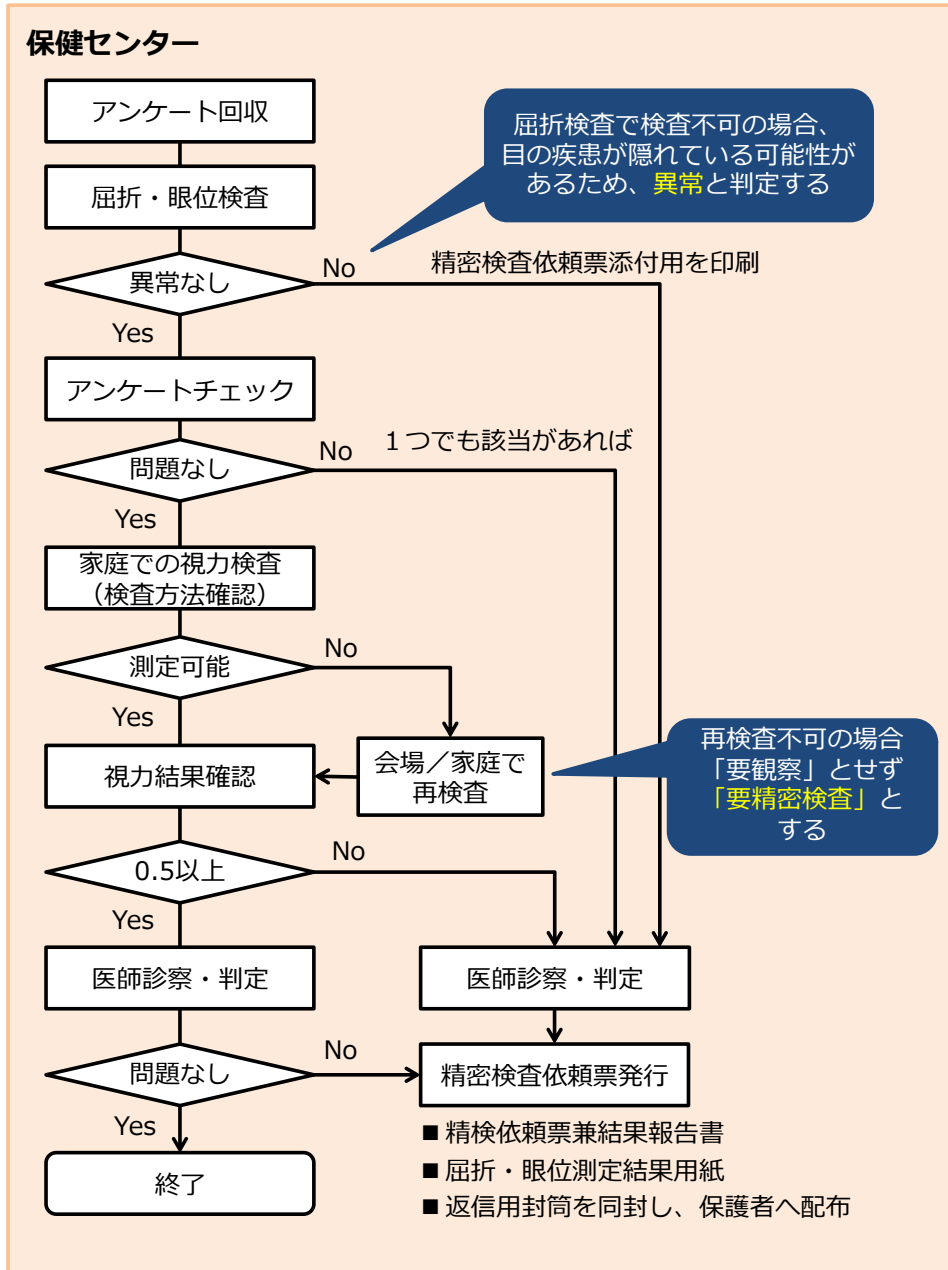 保健センター
アンケート回収
屈折検査で検査不可の場合、
目の疾患が隠れている可能性が
あるため、異常と判定する
屈折・眼位検査
異常なし
No
精密検査依頼票添付用を印刷
Yes
アンケートチェック
問題なし
No
１つでも該当があれば
Yes
家庭での視力検査
（検査方法確認）
測定可能
No
Yes
会場／家庭で
再検査
再検査不可の場合
「要観察」とせず
「要精密検査」と
する
視力結果確認
0.5以上
No
Yes
医師診察・判定
医師診察・判定
問題なし
No
精密検査依頼票発行
Yes
終了
■ 精検依頼票兼結果報告書
■ 屈折・眼位測定結果用紙
■ 返信用封筒を同封し、保護者へ配布